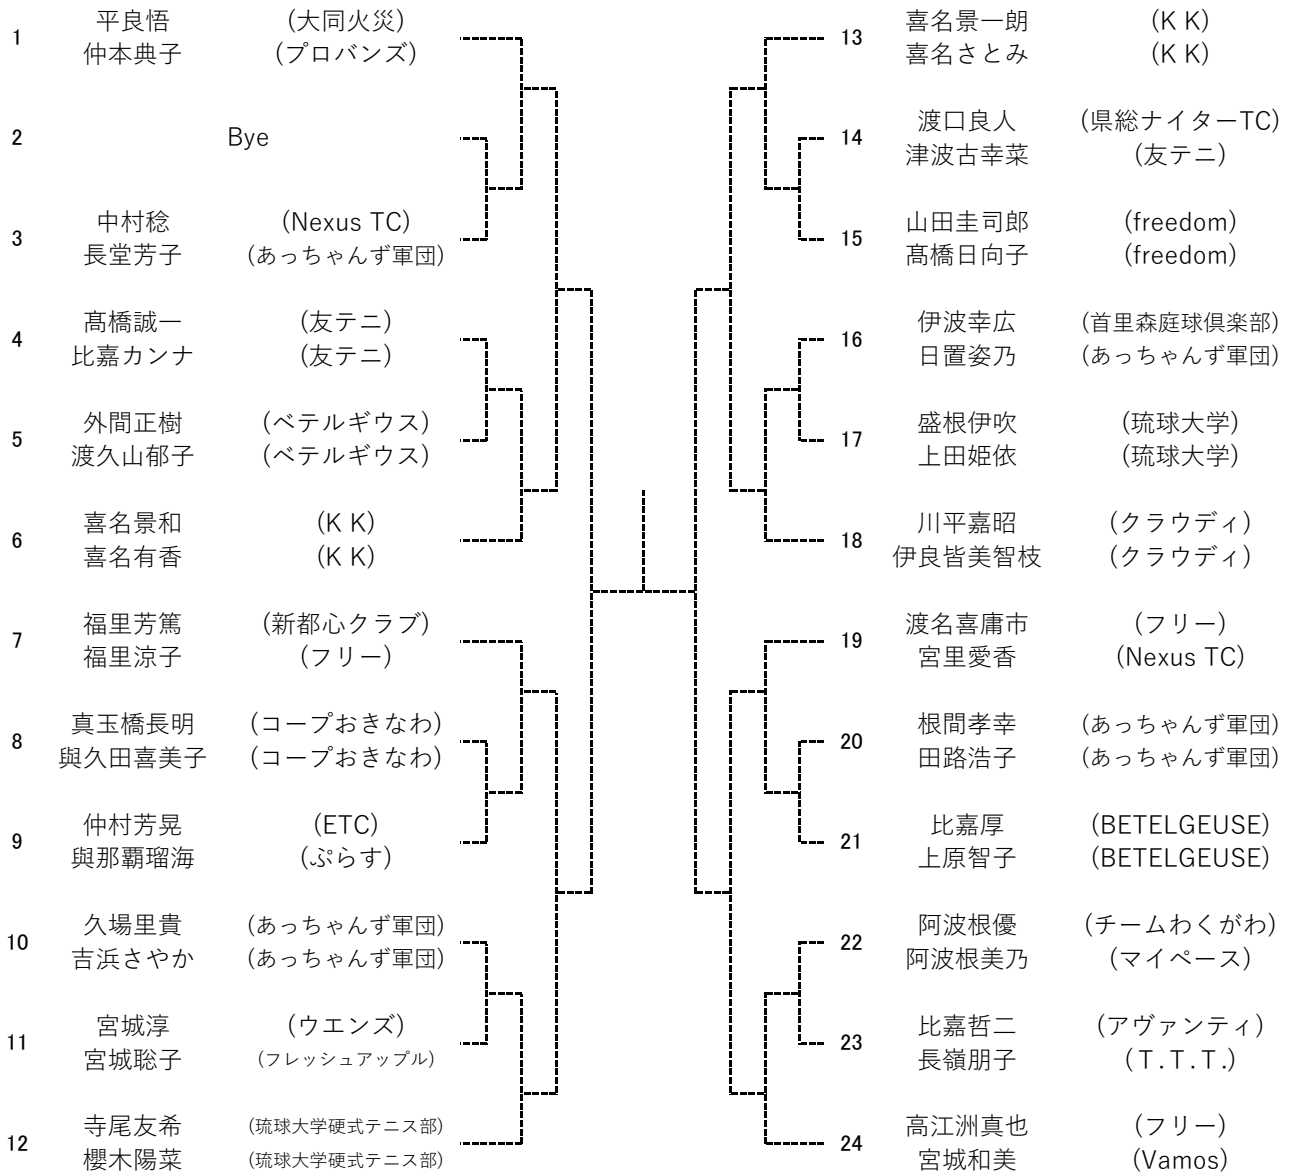 1 平良悟 (大同火災)
仲本典子 (プロバンズ)
2 Bye
3 中村稔 (Nexus TC)
長堂芳子 (あっちゃんず軍団)
4 髙橋誠一 (友テニ)
比嘉カンナ (友テニ)
5 外間正樹 (ベテルギウス)
渡久山郁子 (ベテルギウス)
6 喜名景和 (K K)
喜名有香 (K K)
7 福里芳篤 (新都心クラブ)
福里涼子 (フリー)
8 真玉橋長明 (コープおきなわ)
與久田喜美子 (コープおきなわ)
9 仲村芳晃 (ETC)
與那覇瑠海 (ぷらす)
10 久場里貴 (あっちゃんず軍団)
吉浜さやか (あっちゃんず軍団)
11 宮城淳 (ウエンズ)
宮城聡子 (フレッシュアップル)
12 寺尾友希 (琉球大学硬式テニス部)
櫻木陽菜 (琉球大学硬式テニス部)
13 喜名景一朗 (K K)
喜名さとみ (K K)
14 渡口良人 (県総ナイターTC)
津波古幸菜 (友テニ)
15 山田圭司郎 (freedom)
髙橋日向子 (freedom)
16 伊波幸広 (首里森庭球倶楽部)
日置姿乃 (あっちゃんず軍団)
17 盛根伊吹 (琉球大学)
上田姫依 (琉球大学)
18 川平嘉昭 (クラウディ)
伊良皆美智枝 (クラウディ)
19 渡名喜庸市 (フリー)
宮里愛香 (Nexus TC)
20 根間孝幸 (あっちゃんず軍団)
田路浩子 (あっちゃんず軍団)
21 比嘉厚 (BETELGEUSE)
上原智子 (BETELGEUSE)
22 阿波根優 (チームわくがわ)
阿波根美乃 (マイペース)
23 比嘉哲二 (アヴァンティ)
長嶺朋子 (T.T.T.)
24 高江洲真也 (フリー)
宮城和美 (Vamos)